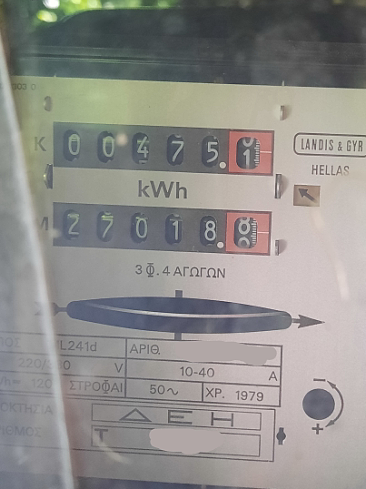 K 0 0 4 7 5. 1
LANDIS & GYR
HELLAS
kWh
2 7 0 1 8. 8
3 Φ. 4 ΑΓΩΓΩΝ
L241d ΑΡΙΘ.
V 10-40 A
120 ΣΤΡΟΦΑΙ 50∿ ΧΡ. 1979
ΔΕΗ
T
- 
+